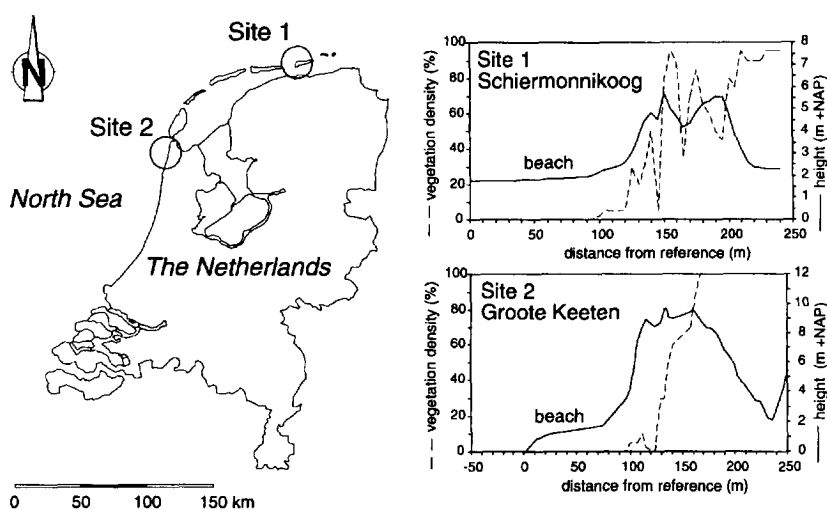 N
Site 1
Site 2
North Sea
The Netherlands
0 50 100 150 km
Site 1
Schiermonnikoog
beach
100
80
60
40
20
0
8
7
6
5
4
3
2
1
0
0 50 100 150 200 240
distance from reference (m)
— — vegetation density (%)
—— height (m +NAP)
Site 2
Groote Keeten
beach
100
80
60
40
20
0
12
10
8
6
4
2
0
-50 0 50 100 160 200 250
distance from reference (m)
— — vegetation density (%)
—— height (m +NAP)